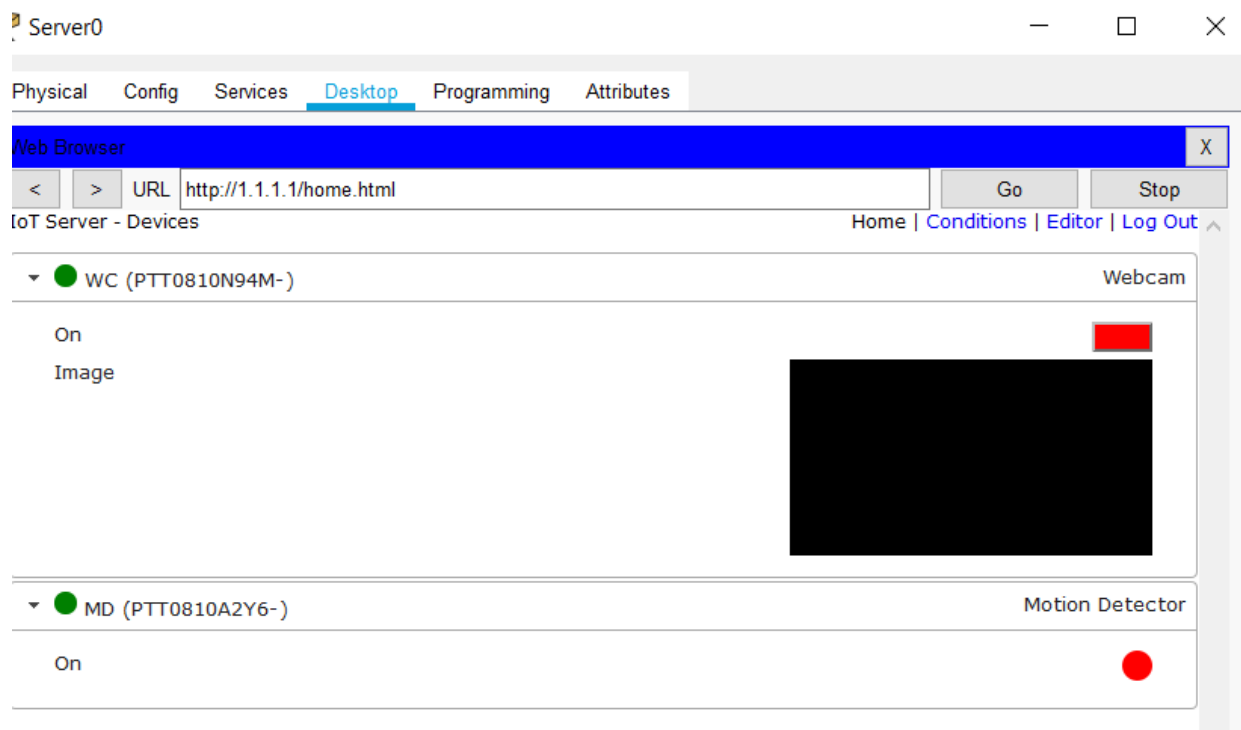 Server0
Physical Config Services Desktop Programming Attributes
Web Browser X
< > URL http://1.1.1.1/home.html Go Stop
IoT Server - Devices Home | Conditions | Editor | Log Out
WC (PTT0810N94M-) Webcam
On
Image
MD (PTT0810A2Y6-) Motion Detector
On